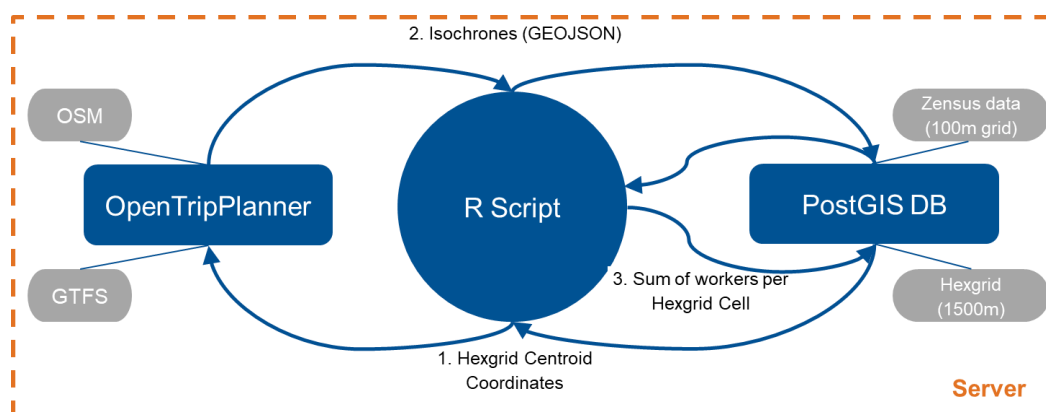 2. Isochrones (GEOJSON)
OSM
Zensus data
(100m grid)
OpenTripPlanner
R Script
PostGIS DB
GTFS
3. Sum of workers per
Hexgrid Cell
Hexgrid
(1500m)
1. Hexgrid Centroid
Coordinates
Server